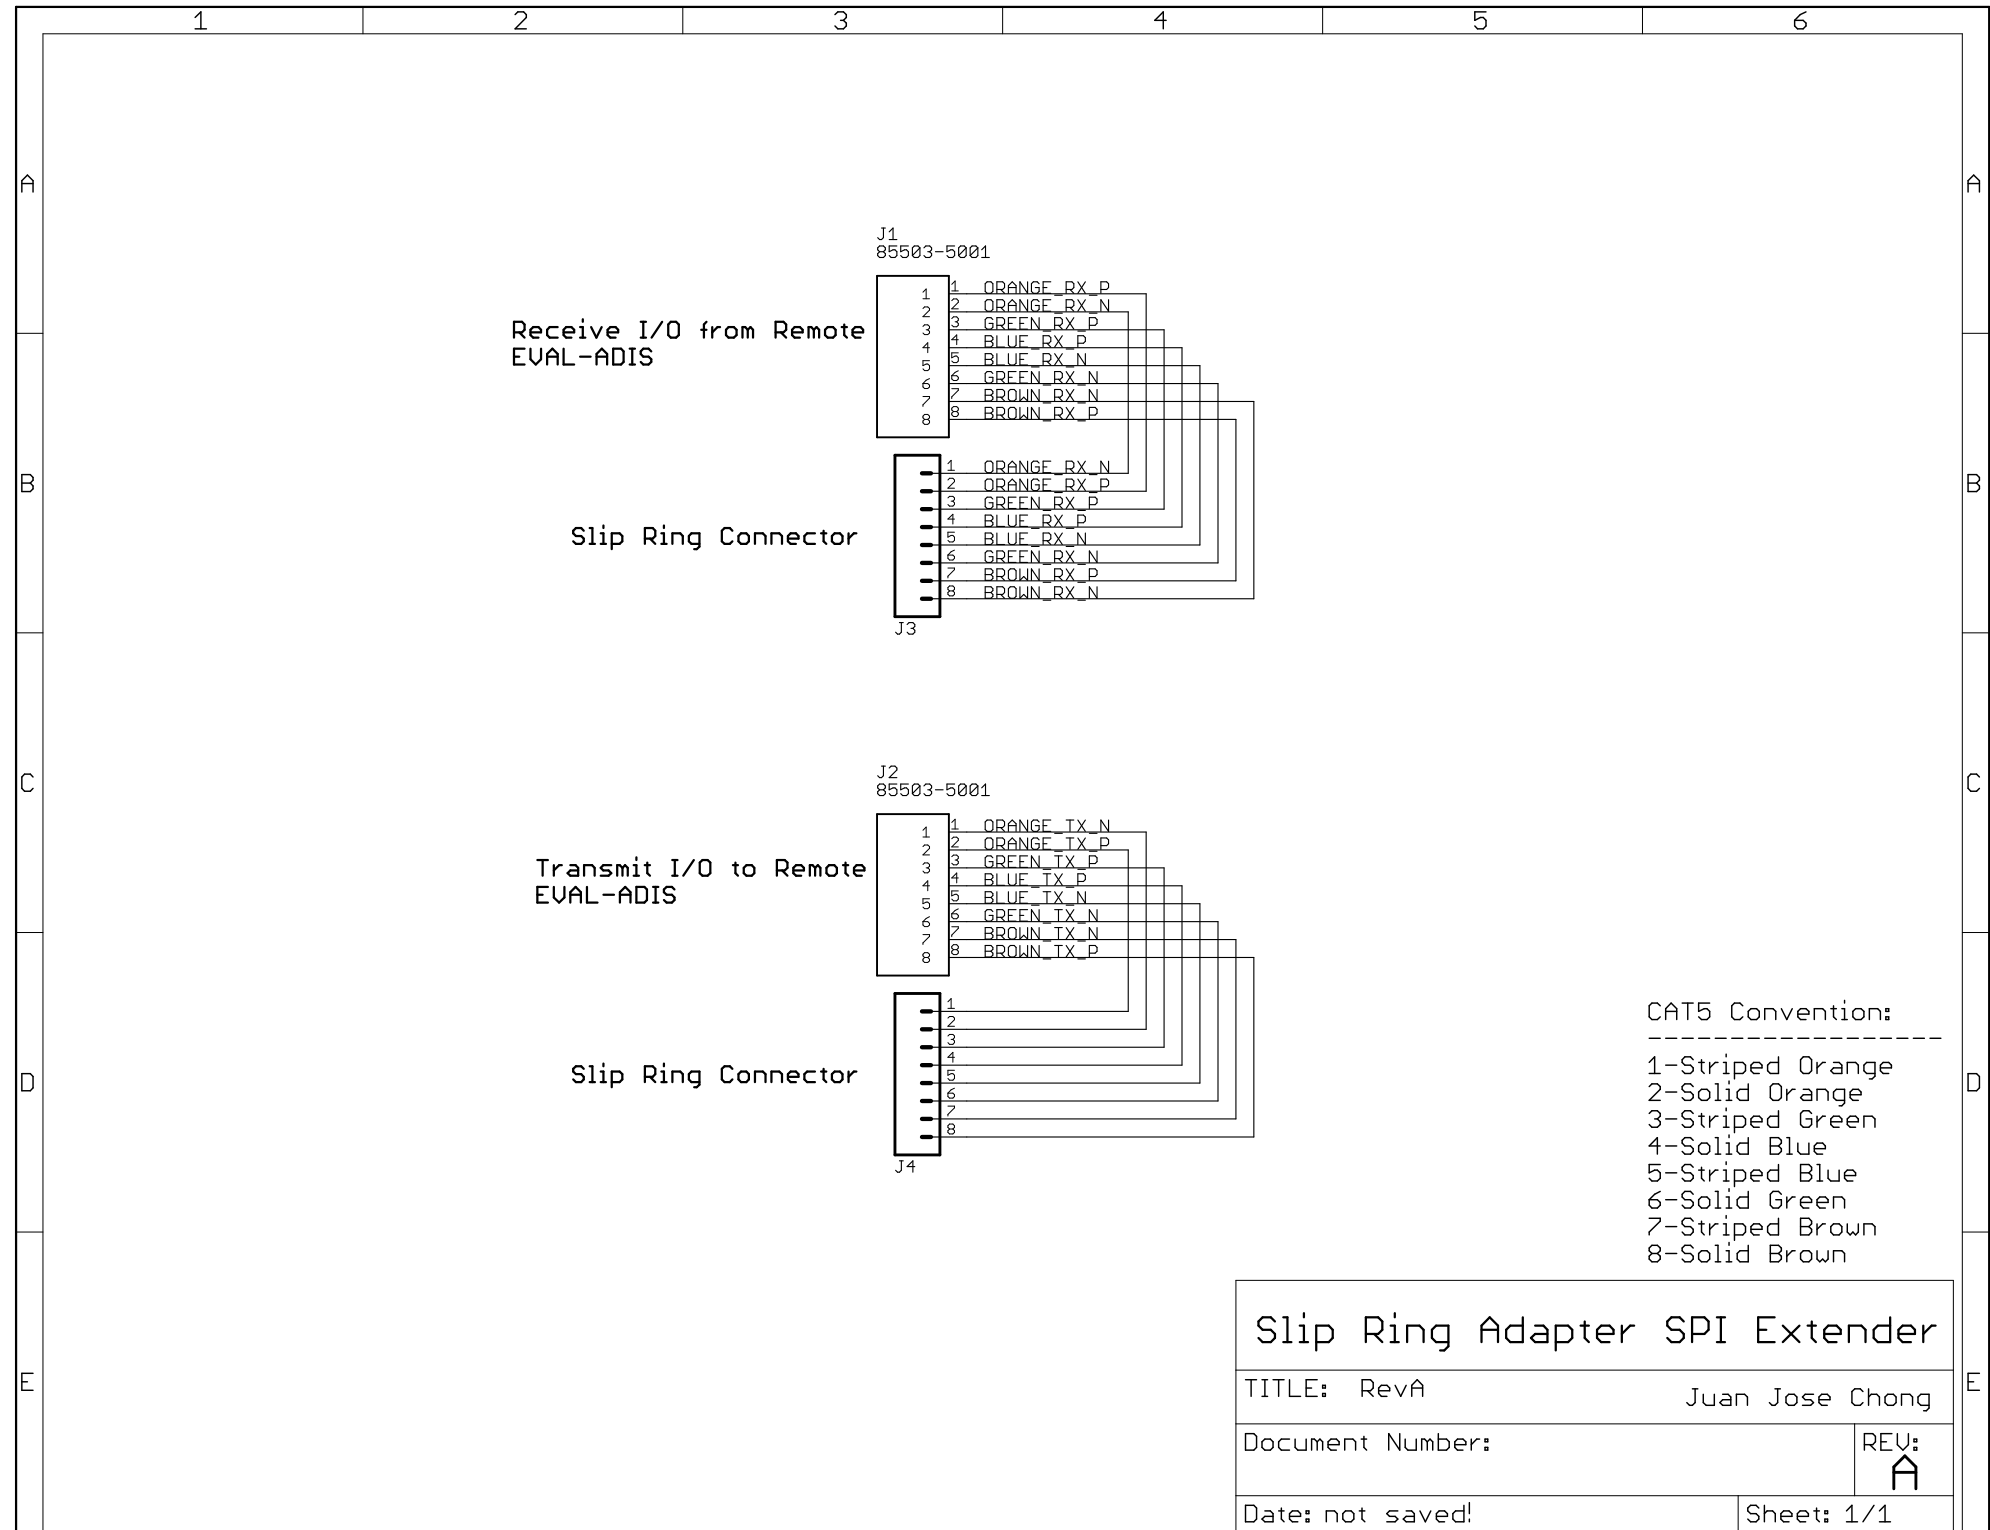 1 2 3 4 5 6
A A
B B
C C
D D
E E
J1
85503-5001
Receive I/O from Remote
EVAL-ADIS
1 1 ORANGE_RX_P
2 2 ORANGE_RX_N
3 3 GREEN_RX_P
4 4 BLUE_RX_P
5 5 BLUE_RX_N
6 6 GREEN_RX_N
7 7 BROWN_RX_N
8 8 BROWN_RX_P
Slip Ring Connector
1 ORANGE_RX_N
2 ORANGE_RX_P
3 GREEN_RX_P
4 BLUE_RX_P
5 BLUE_RX_N
6 GREEN_RX_N
7 BROWN_RX_P
8 BROWN_RX_N
J3
J2
85503-5001
Transmit I/O to Remote
EVAL-ADIS
1 1 ORANGE_TX_N
2 2 ORANGE_TX_P
3 3 GREEN_TX_P
4 4 BLUE_TX_P
5 5 BLUE_TX_N
6 6 GREEN_TX_N
7 7 BROWN_TX_N
8 8 BROWN_TX_P
Slip Ring Connector
1
2
3
4
5
6
7
8
J4
CAT5 Convention:
------------------
1-Striped Orange
2-Solid Orange
3-Striped Green
4-Solid Blue
5-Striped Blue
6-Solid Green
7-Striped Brown
8-Solid Brown
Slip Ring Adapter SPI Extender
TITLE: RevA
Juan Jose Chong
Document Number:
REV:
A
Date: not saved!
Sheet: 1/1